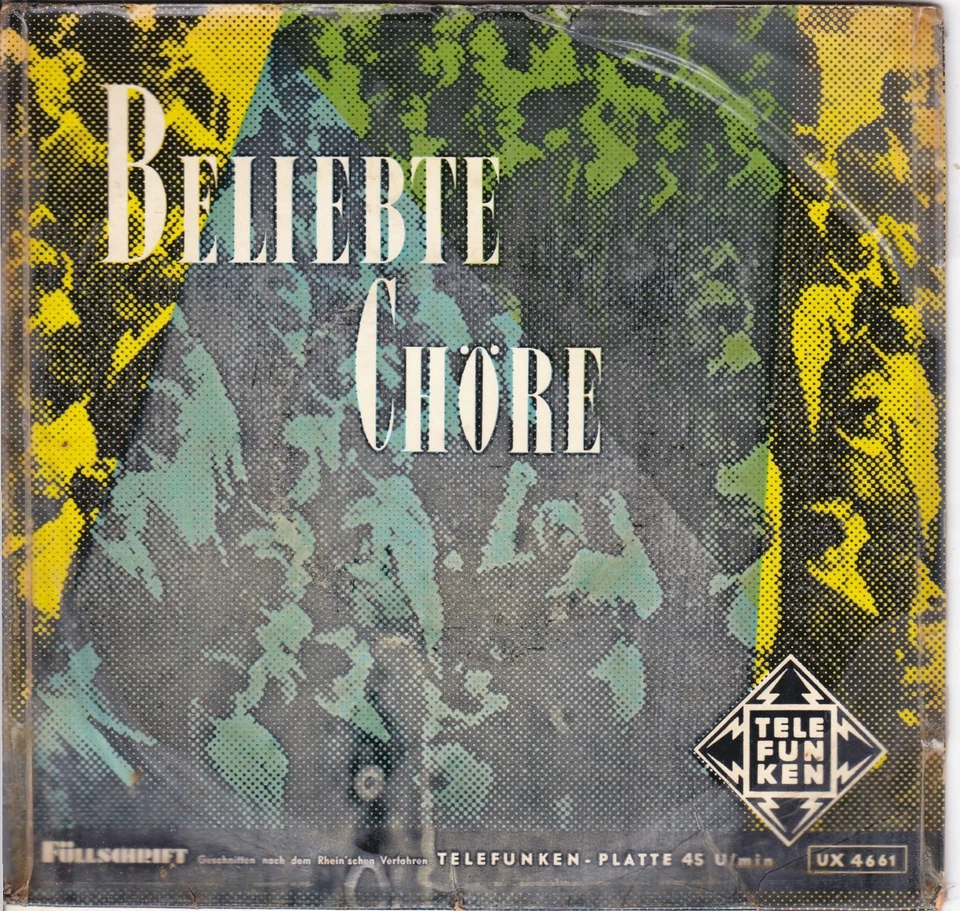 BELIEBTE
CHÖRE
TELE
FUN
KEN
FÜLLSCHRIFT Geschnitten nach dem Rhein'schen Verfahren TELEFUNKEN-PLATTE 45 U/min UX 4661